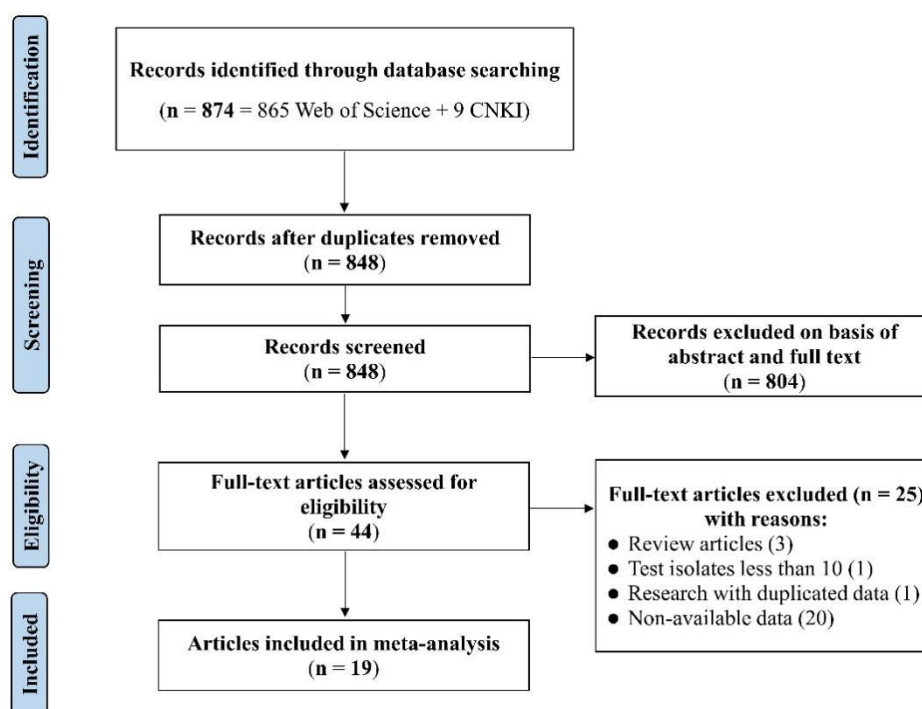 Identification
Records identified through database searching
(n = 874 = 865 Web of Science + 9 CNKI)
Screening
Records after duplicates removed
(n = 848)
Records screened
(n = 848)
Records excluded on basis of
abstract and full text
(n = 804)
Eligibility
Full-text articles assessed for
eligibility
(n = 44)
Full-text articles excluded (n = 25)
with reasons:
● Review articles (3)
● Test isolates less than 10 (1)
● Research with duplicated data (1)
● Non-available data (20)
Included
Articles included in meta-analysis
(n = 19)